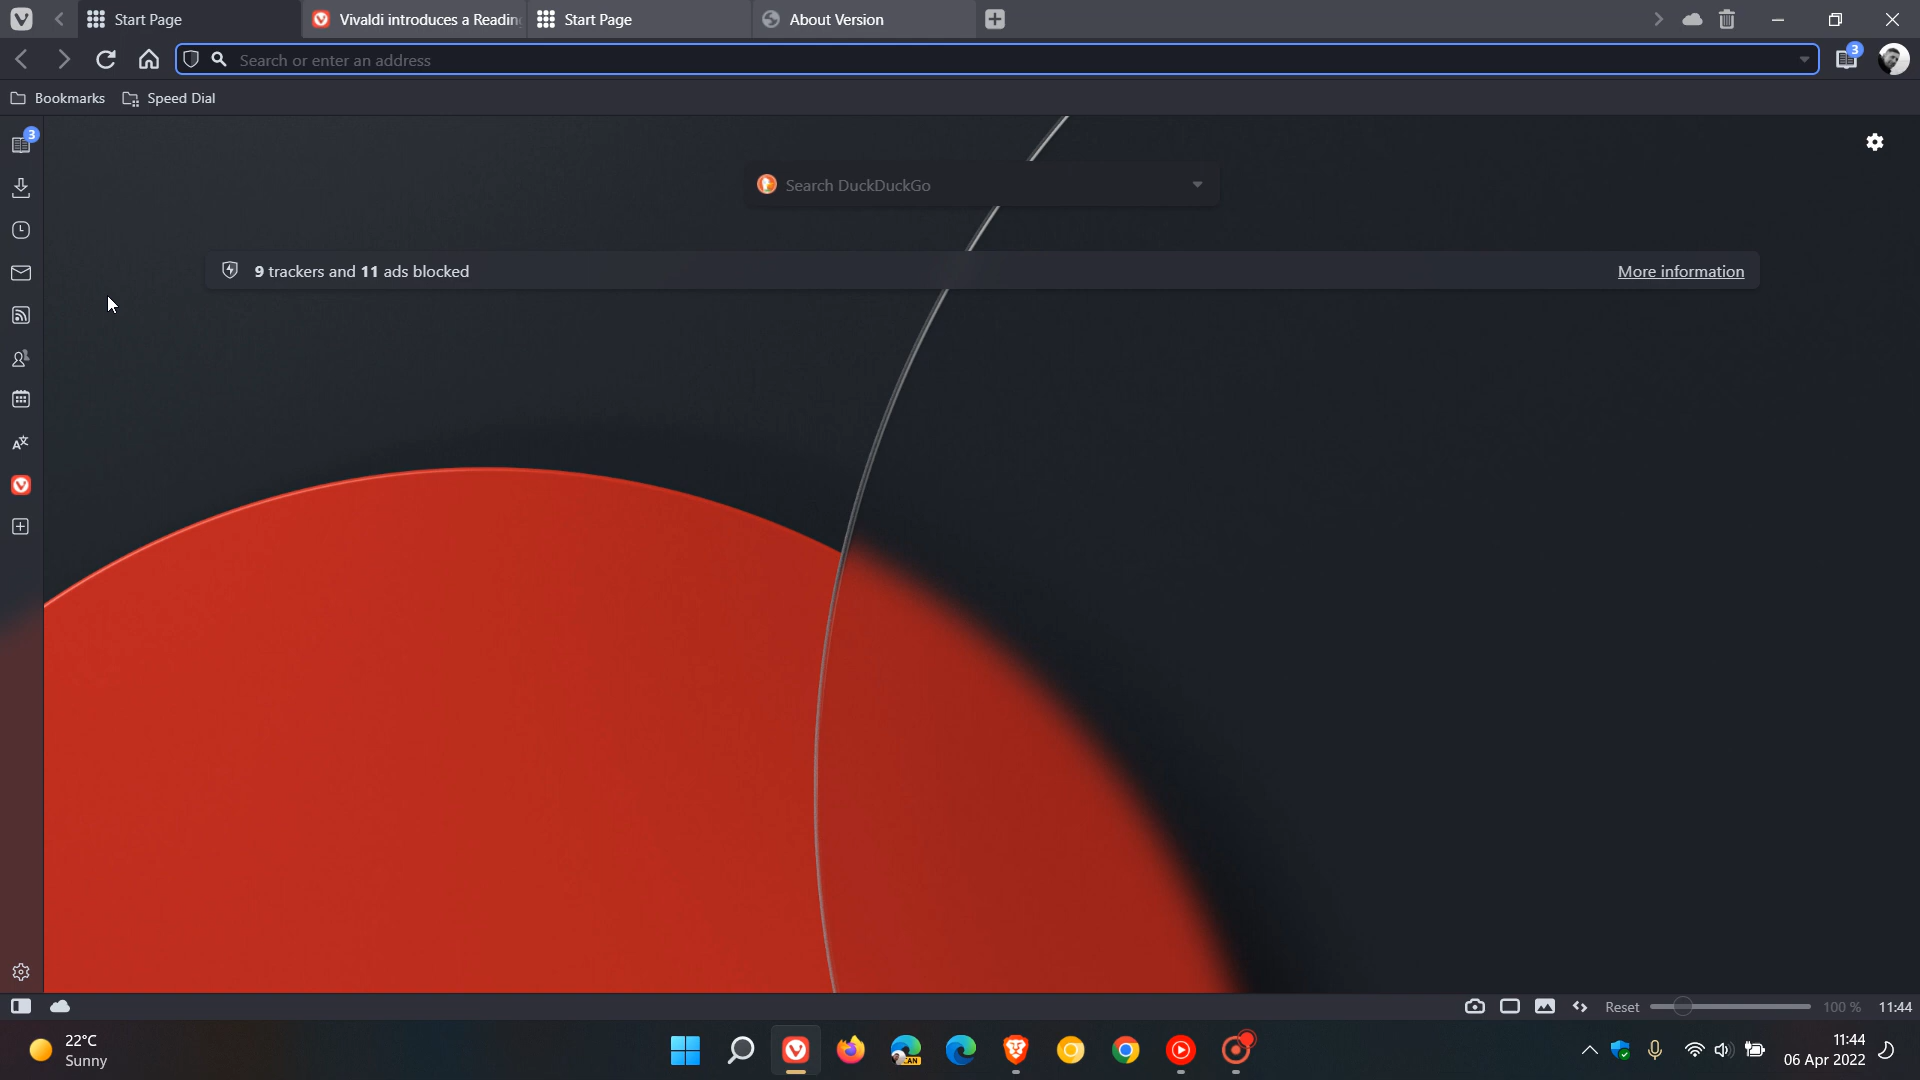 Start Page
Vivaldi introduces a Readin
Start Page
About Version
Search or enter an address
3
Bookmarks
Speed Dial
3
Search DuckDuckGo
9 trackers and 11 ads blocked
More information
Reset
100 %
11:44
22°C
Sunny
CAN
11:44
06 Apr 2022